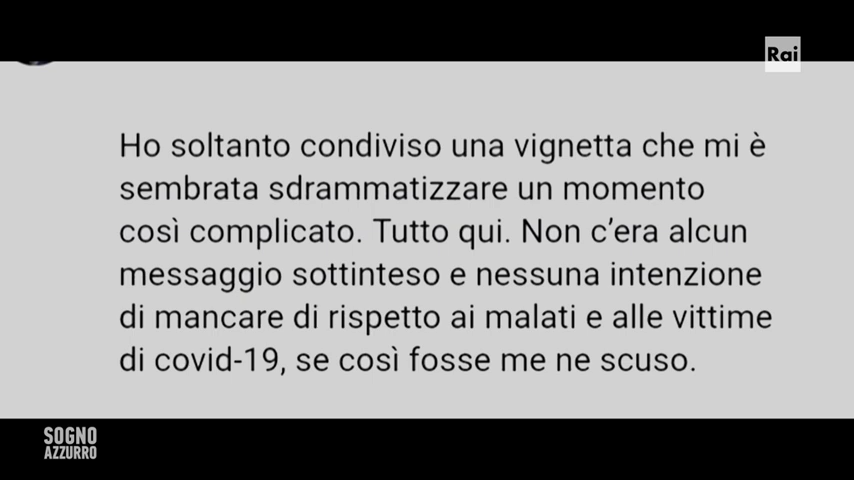 Rai
Ho soltanto condiviso una vignetta che mi è
sembrata sdrammatizzare un momento
così complicato. Tutto qui. Non c’era alcun
messaggio sottinteso e nessuna intenzione
di mancare di rispetto ai malati e alle vittime
di covid-19, se così fosse me ne scuso.
SOGNO
AZZURRO